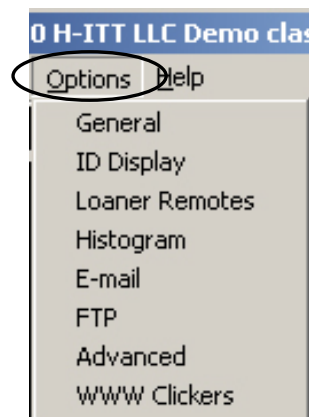 0 H-ITT LLC Demo clas
Options Help
General
ID Display
Loaner Remotes
Histogram
E-mail
FTP
Advanced
WWW Clickers